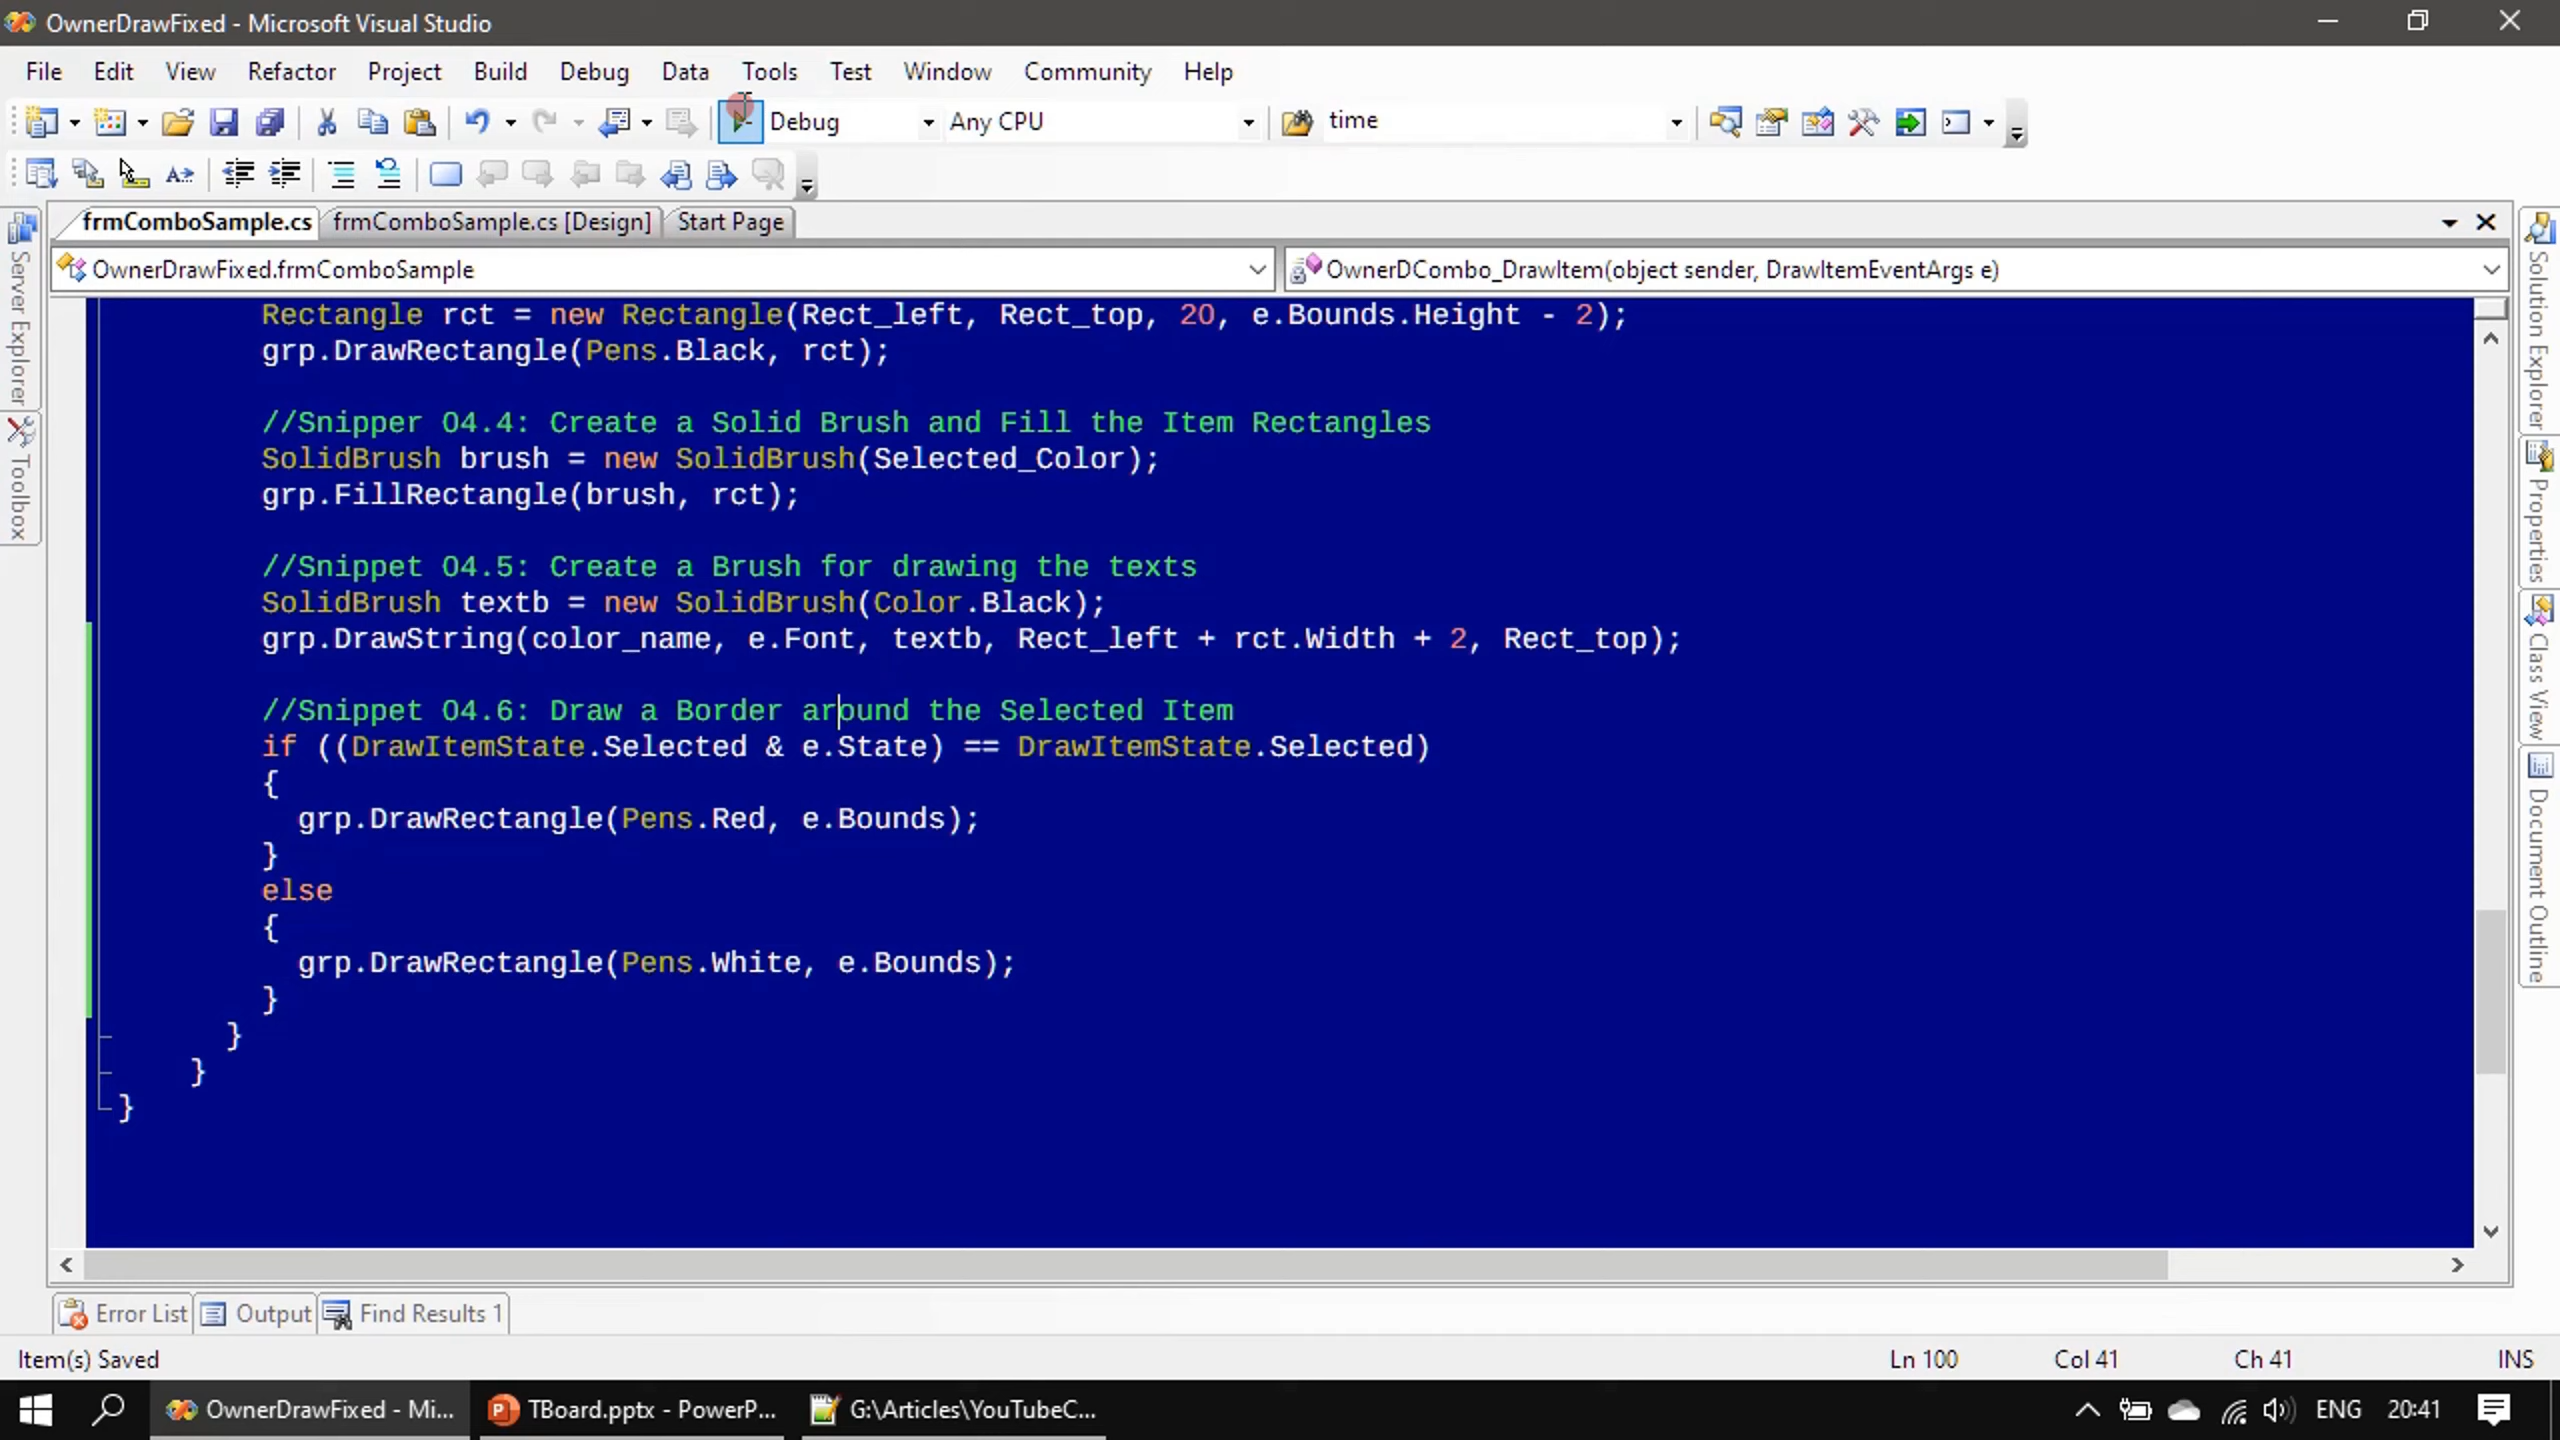 OwnerDrawFixed - Microsoft Visual Studio
File Edit View Refactor Project Build Debug Data Tools Test Window Community Help
Debug Any CPU time
frmComboSample.cs frmComboSample.cs [Design] Start Page
OwnerDrawFixed.frmComboSample OwnerDCombo_DrawItem(object sender, DrawItemEventArgs e)
Server Explorer
Toolbox
Rectangle rct = new Rectangle(Rect_left, Rect_top, 20, e.Bounds.Height - 2);
grp.DrawRectangle(Pens.Black, rct);
//Snipper O4.4: Create a Solid Brush and Fill the Item Rectangles
SolidBrush brush = new SolidBrush(Selected_Color);
grp.FillRectangle(brush, rct);
//Snippet O4.5: Create a Brush for drawing the texts
SolidBrush textb = new SolidBrush(Color.Black);
grp.DrawString(color_name, e.Font, textb, Rect_left + rct.Width + 2, Rect_top);
//Snippet O4.6: Draw a Border around the Selected Item
if ((DrawItemState.Selected & e.State) == DrawItemState.Selected)
{
grp.DrawRectangle(Pens.Red, e.Bounds);
}
else
{
grp.DrawRectangle(Pens.White, e.Bounds);
}
}
}
}
Solution Explorer
Properties
Class View
Document Outline
Error List Output Find Results 1
Item(s) Saved Ln 100 Col 41 Ch 41 INS
OwnerDrawFixed - Mi... TBoard.pptx - PowerP... G:\Articles\YouTubeC... ENG 20:41